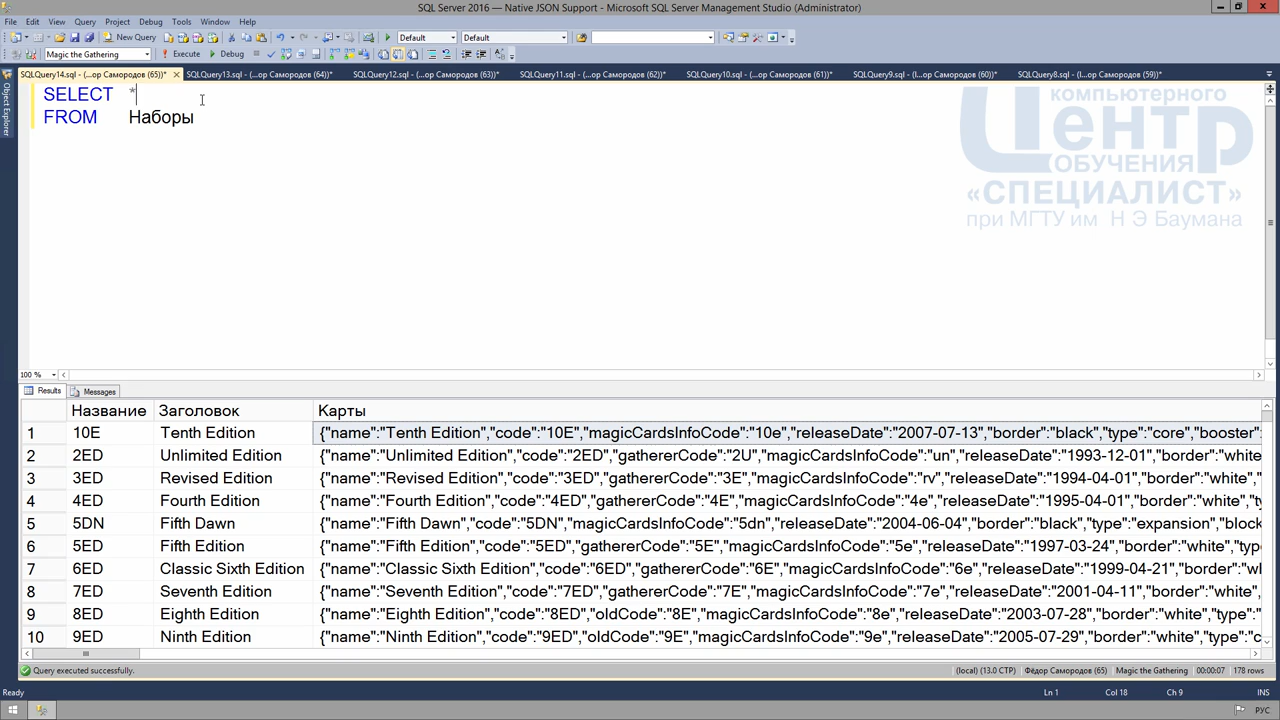 SQL Server 2016 — Native JSON Support - Microsoft SQL Server Management Studio (Administrator)
File Edit View Query Project Debug Tools Window Help
New Query Default Default
Magic the Gathering Execute Debug
SQLQuery14.sql - (...ор Самородов (65))* SQLQuery13.sql - (...ор Самородов (64))* SQLQuery12.sql - (...ор Самородов (63))* SQLQuery11.sql - (...ор Самородов (62))* SQLQuery10.sql - (...ор Самородов (61))* SQLQuery9.sql - (...ор Самородов (60))* SQLQuery8.sql - (...ор Самородов (59))*
Object Explorer
SELECT *
FROM Наборы
компьютерного
Центр
ОБУЧЕНИЯ
«СПЕЦИАЛИСТ»
при МГТУ им Н Э Баумана
100 %
Results Messages
Название Заголовок Карты
1 10E Tenth Edition {"name":"Tenth Edition","code":"10E","magicCardsInfoCode":"10e","releaseDate":"2007-07-13","border":"black","type":"core","booster":
2 2ED Unlimited Edition {"name":"Unlimited Edition","code":"2ED","gathererCode":"2U","magicCardsInfoCode":"un","releaseDate":"1993-12-01","border":"white
3 3ED Revised Edition {"name":"Revised Edition","code":"3ED","gathererCode":"3E","magicCardsInfoCode":"rv","releaseDate":"1994-04-01","border":"white",
4 4ED Fourth Edition {"name":"Fourth Edition","code":"4ED","gathererCode":"4E","magicCardsInfoCode":"4e","releaseDate":"1995-04-01","border":"white","ty
5 5DN Fifth Dawn {"name":"Fifth Dawn","code":"5DN","magicCardsInfoCode":"5dn","releaseDate":"2004-06-04","border":"black","type":"expansion","block
6 5ED Fifth Edition {"name":"Fifth Edition","code":"5ED","gathererCode":"5E","magicCardsInfoCode":"5e","releaseDate":"1997-03-24","border":"white","typ
7 6ED Classic Sixth Edition {"name":"Classic Sixth Edition","code":"6ED","gathererCode":"6E","magicCardsInfoCode":"6e","releaseDate":"1999-04-21","border":"wh
8 7ED Seventh Edition {"name":"Seventh Edition","code":"7ED","gathererCode":"7E","magicCardsInfoCode":"7e","releaseDate":"2001-04-11","border":"white",
9 8ED Eighth Edition {"name":"Eighth Edition","code":"8ED","oldCode":"8E","magicCardsInfoCode":"8e","releaseDate":"2003-07-28","border":"white","type":"
10 9ED Ninth Edition {"name":"Ninth Edition","code":"9ED","oldCode":"9E","magicCardsInfoCode":"9e","releaseDate":"2005-07-29","border":"white","type":"c
Query executed successfully. (local) (13.0 CTP) Фёдор Самородов (65) Magic the Gathering 00:00:07 178 rows
Ready Ln 1 Col 18 Ch 9 INS
РУС